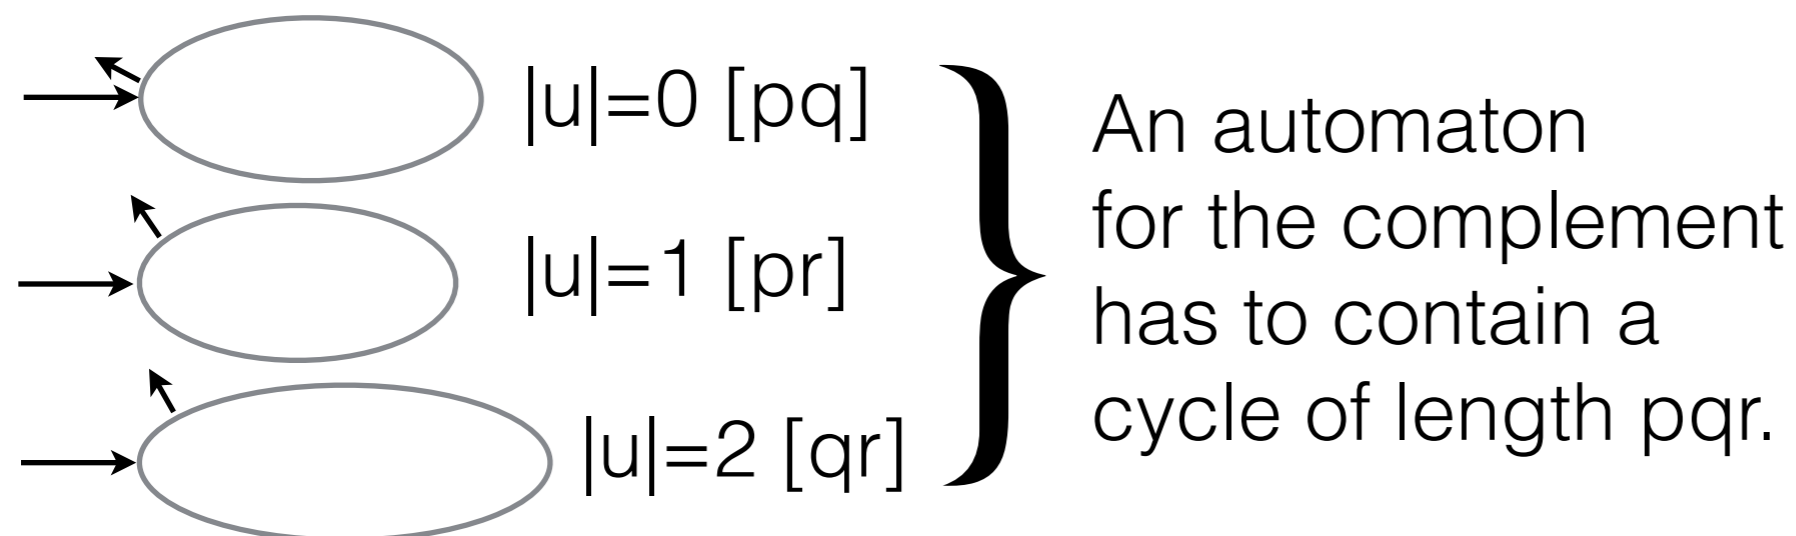 |u|=0 [pq]
|u|=1 [pr]
|u|=2 [qr]
An automaton
for the complement
has to contain a
cycle of length pqr.